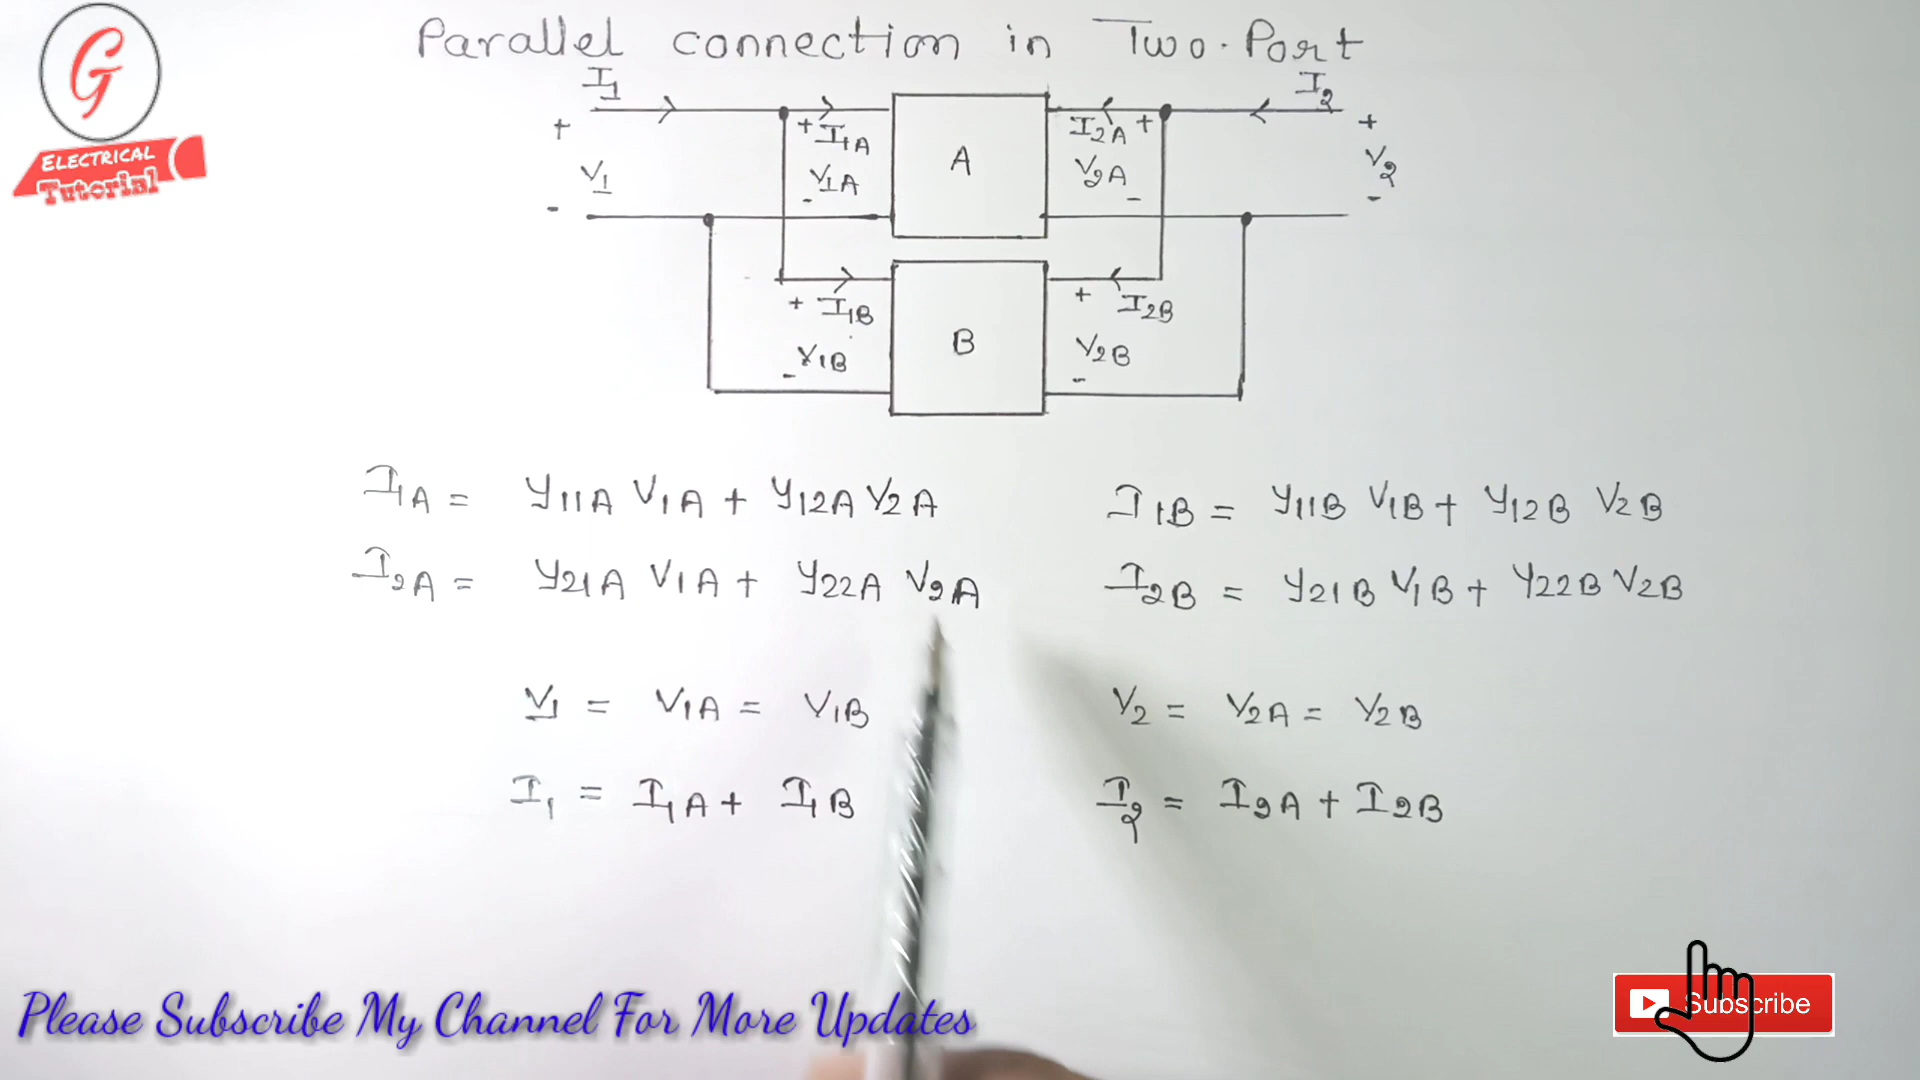 G
ELECTRICAL
Tutorial
Parallel connection in Two-Port
I1 I2
+ + I1A A I2A + +
V1 V1A V2A V2
- - - -
+ I1B B + I2B
V1B V2B
- -
I1A = Y11A V1A + Y12A V2A
I2A = Y21A V1A + Y22A V2A
I1B = Y11B V1B + Y12B V2B
I2B = Y21B V1B + Y22B V2B
V1 = V1A = V1B
I1 = I1A + I1B
V2 = V2A = V2B
I2 = I2A + I2B
Please Subscribe My Channel For More Updates
Subscribe